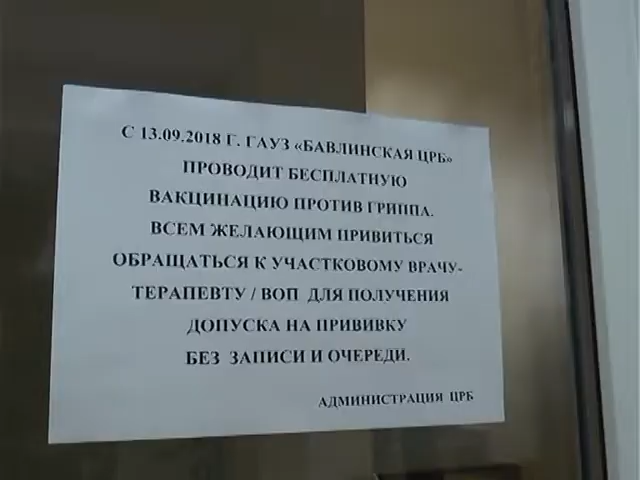 С 13.09.2018 Г. ГАУЗ «БАВЛИНСКАЯ ЦРБ»
ПРОВОДИТ БЕСПЛАТНУЮ
ВАКЦИНАЦИЮ ПРОТИВ ГРИППА.
ВСЕМ ЖЕЛАЮЩИМ ПРИВИТЬСЯ
ОБРАЩАТЬСЯ К УЧАСТКОВОМУ ВРАЧУ-
ТЕРАПЕВТУ / ВОП ДЛЯ ПОЛУЧЕНИЯ
ДОПУСКА НА ПРИВИВКУ
БЕЗ ЗАПИСИ И ОЧЕРЕДИ.
АДМИНИСТРАЦИЯ ЦРБ